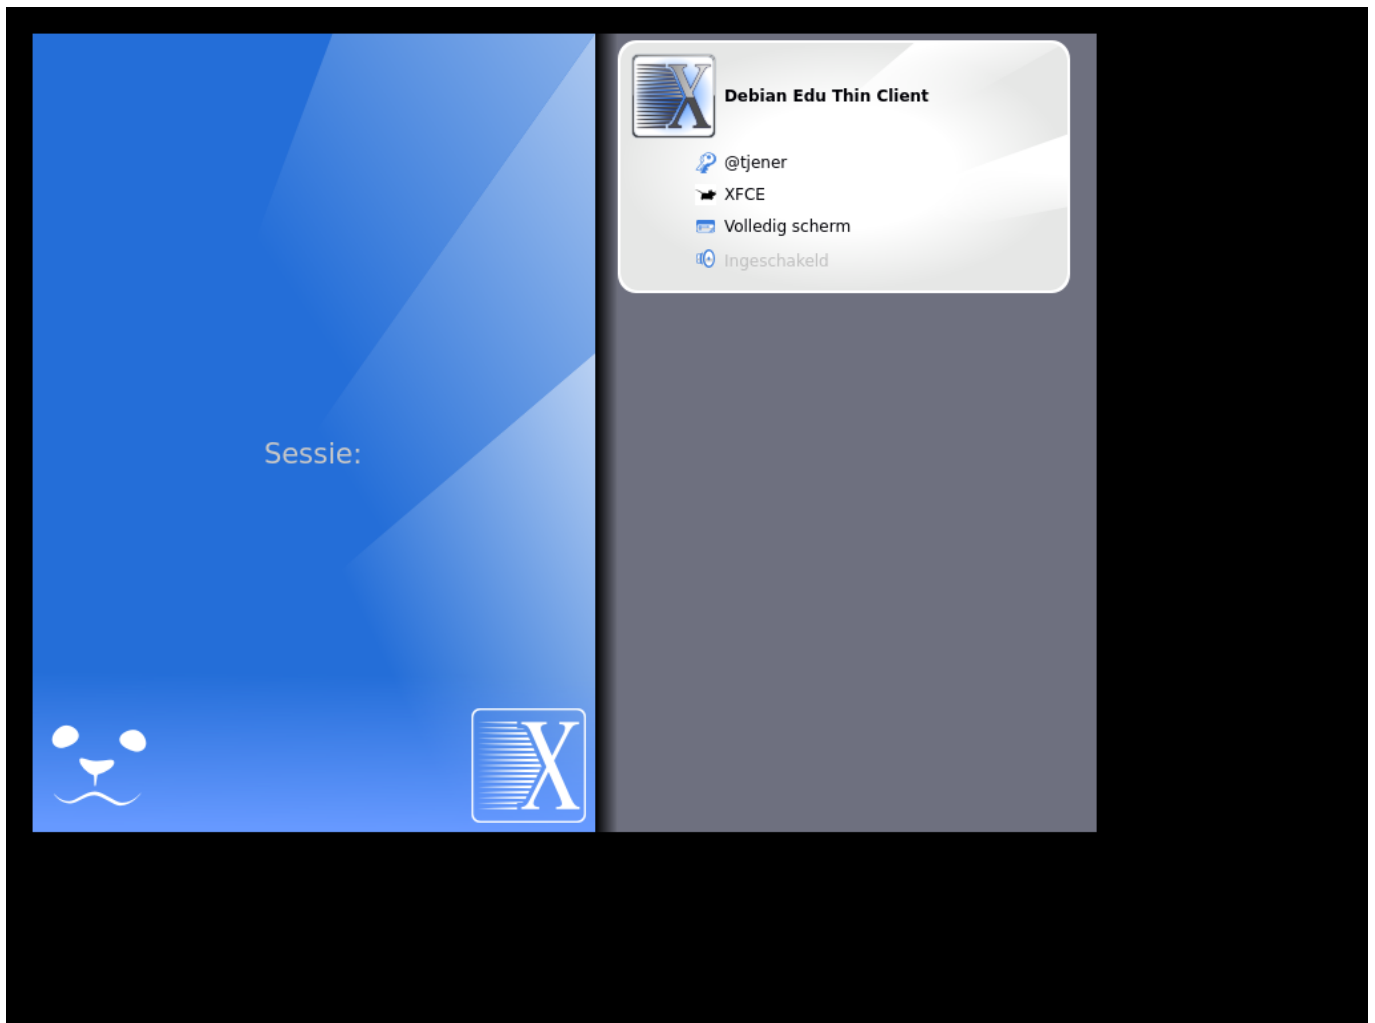 Sessie:
X
X
Debian Edu Thin Client
@tjener
XFCE
Volledig scherm
Ingeschakeld